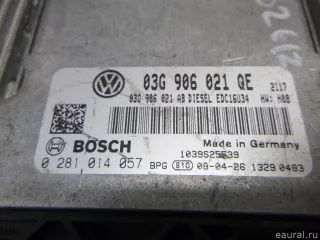 03G 906 021 QE 2117
03G 906 021 AB DIESEL EDC16U34 HW: H08
BOSCH Made in Germany
1039S25639
0 281 014 057 BPG 810 08-04-26 1329 0483
eaural.ru